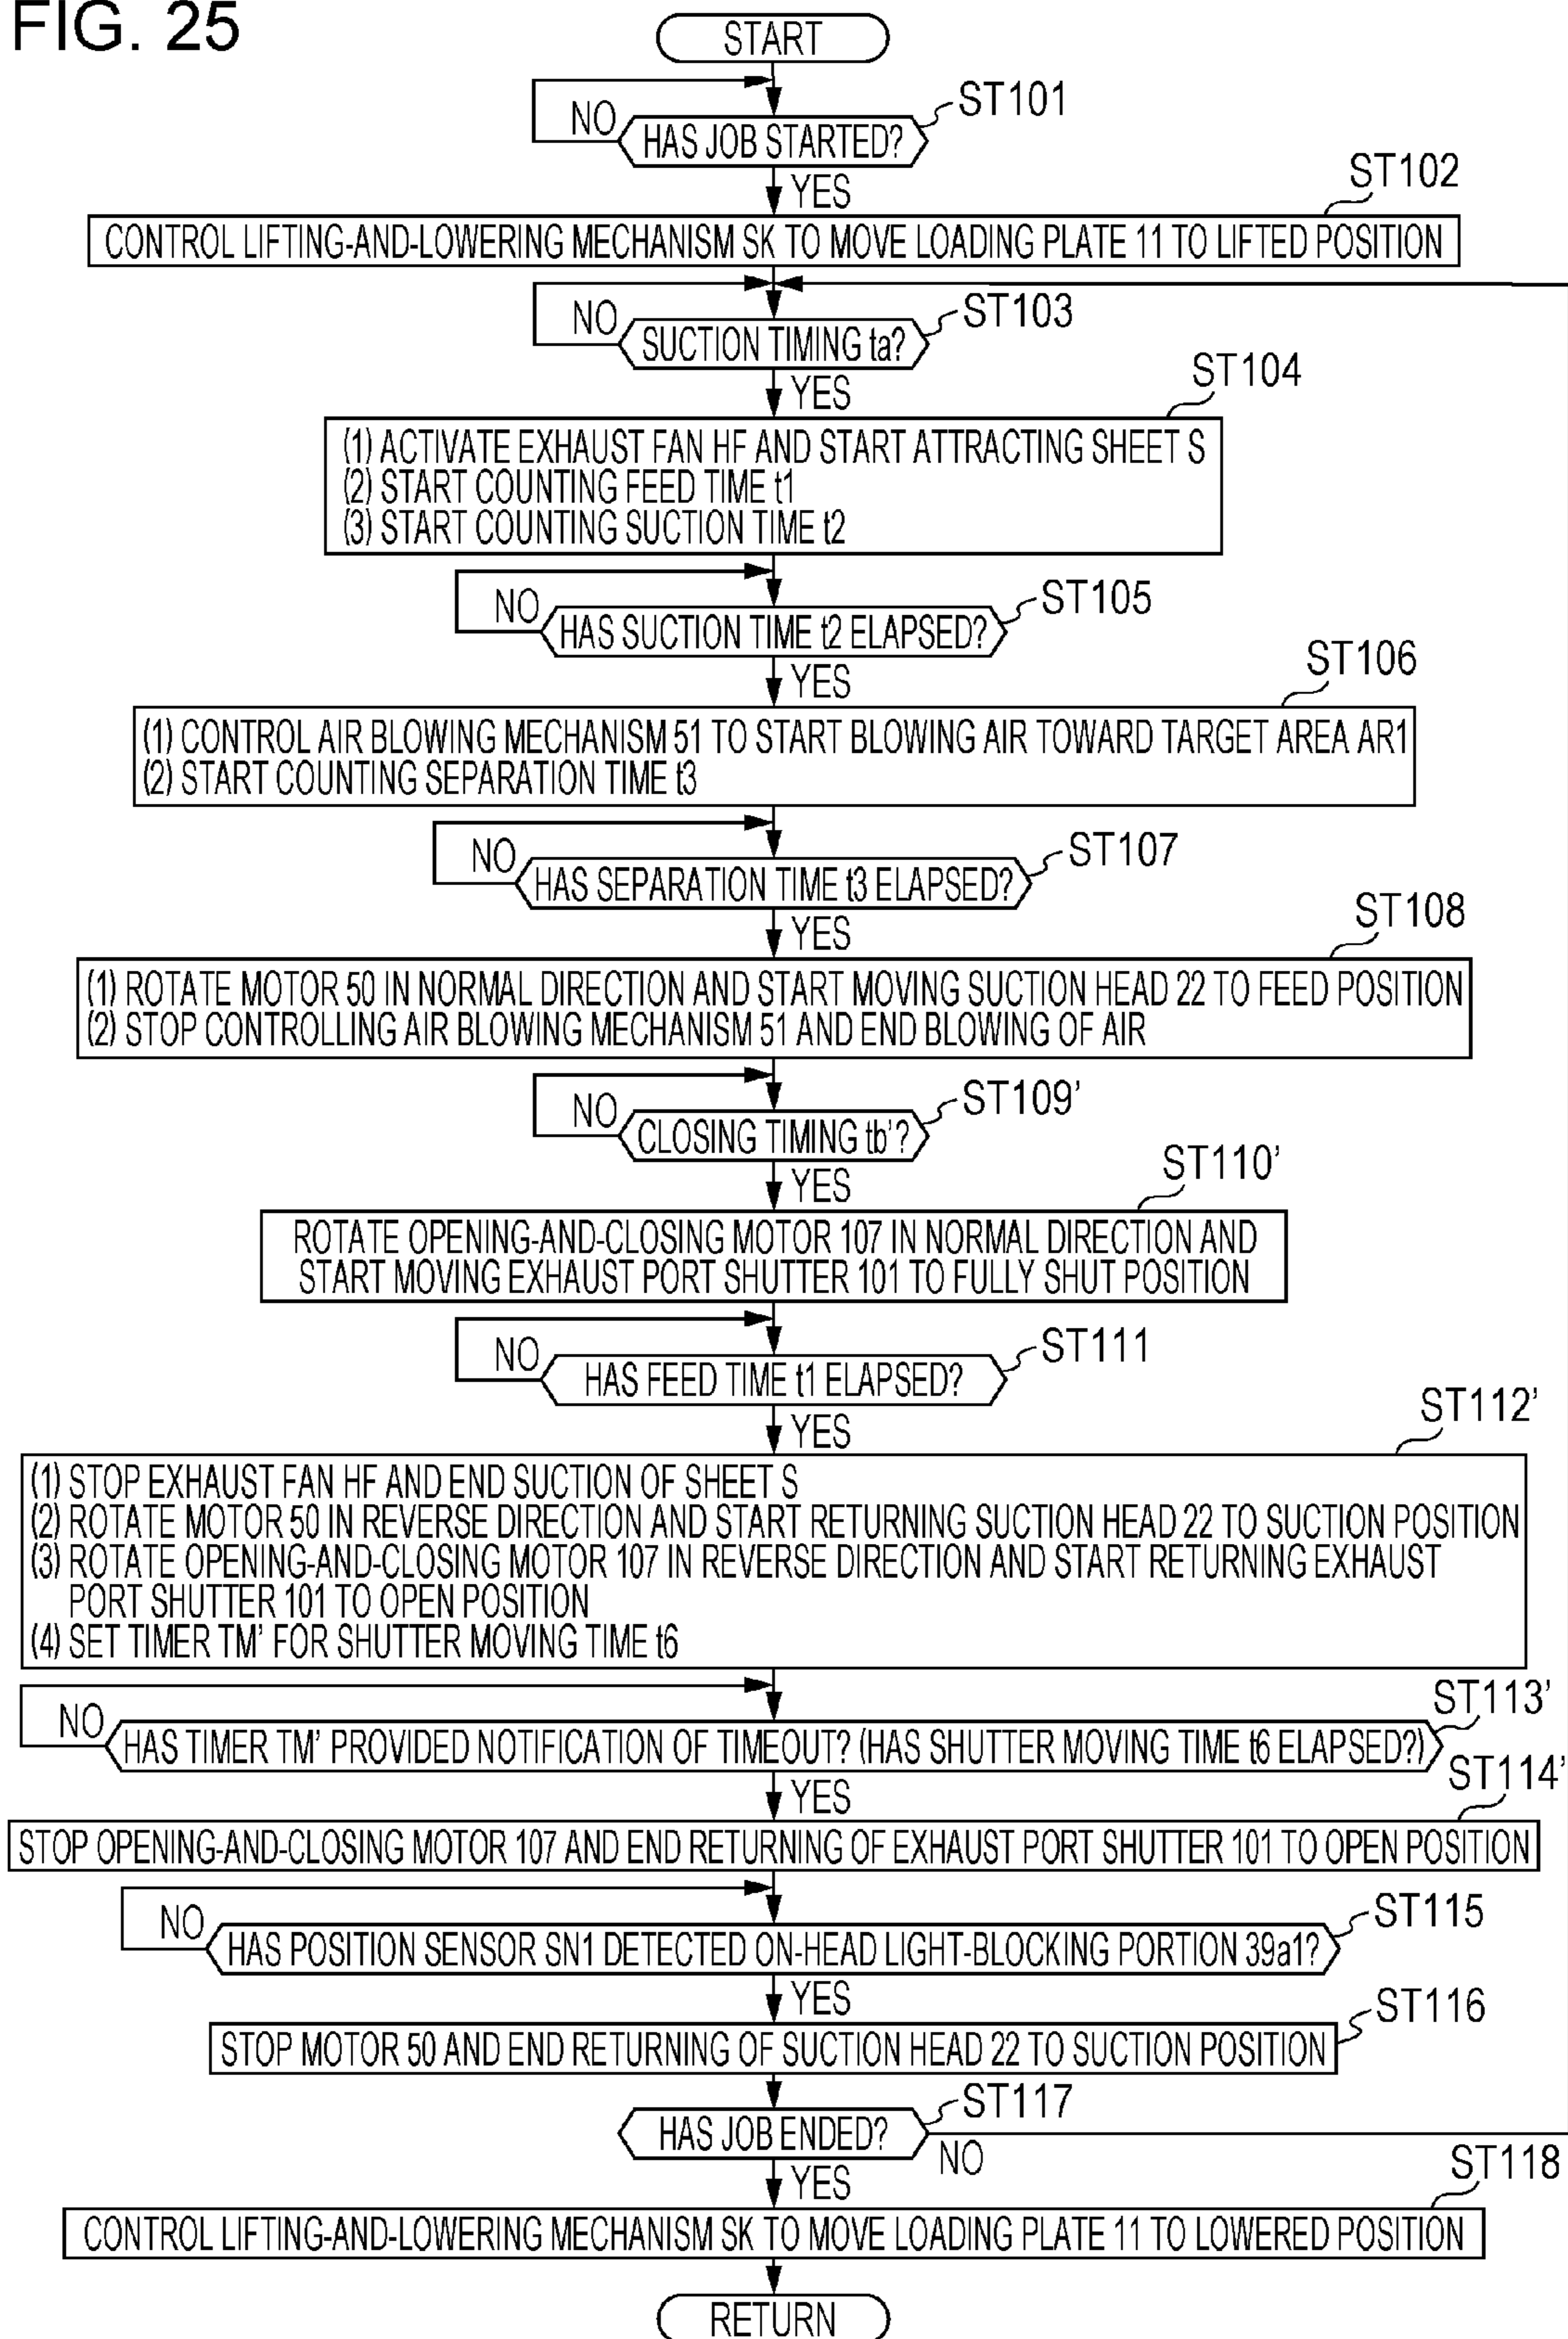 FIG. 25
START
NO
HAS JOB STARTED?
ST101
YES
ST102
CONTROL LIFTING-AND-LOWERING MECHANISM SK TO MOVE LOADING PLATE 11 TO LIFTED POSITION
NO
SUCTION TIMING ta?
ST103
YES
ST104
(1) ACTIVATE EXHAUST FAN HF AND START ATTRACTING SHEET S
(2) START COUNTING FEED TIME t1
(3) START COUNTING SUCTION TIME t2
NO
HAS SUCTION TIME t2 ELAPSED?
ST105
YES
ST106
(1) CONTROL AIR BLOWING MECHANISM 51 TO START BLOWING AIR TOWARD TARGET AREA AR1
(2) START COUNTING SEPARATION TIME t3
NO
HAS SEPARATION TIME t3 ELAPSED?
ST107
YES
ST108
(1) ROTATE MOTOR 50 IN NORMAL DIRECTION AND START MOVING SUCTION HEAD 22 TO FEED POSITION
(2) STOP CONTROLLING AIR BLOWING MECHANISM 51 AND END BLOWING OF AIR
NO
CLOSING TIMING tb'?
ST109'
YES
ST110'
ROTATE OPENING-AND-CLOSING MOTOR 107 IN NORMAL DIRECTION AND
START MOVING EXHAUST PORT SHUTTER 101 TO FULLY SHUT POSITION
NO
HAS FEED TIME t1 ELAPSED?
ST111
YES
ST112'
(1) STOP EXHAUST FAN HF AND END SUCTION OF SHEET S
(2) ROTATE MOTOR 50 IN REVERSE DIRECTION AND START RETURNING SUCTION HEAD 22 TO SUCTION POSITION
(3) ROTATE OPENING-AND-CLOSING MOTOR 107 IN REVERSE DIRECTION AND START RETURNING EXHAUST
PORT SHUTTER 101 TO OPEN POSITION
(4) SET TIMER TM' FOR SHUTTER MOVING TIME t6
NO
HAS TIMER TM' PROVIDED NOTIFICATION OF TIMEOUT? (HAS SHUTTER MOVING TIME t6 ELAPSED?)
ST113'
YES
ST114'
STOP OPENING-AND-CLOSING MOTOR 107 AND END RETURNING OF EXHAUST PORT SHUTTER 101 TO OPEN POSITION
NO
HAS POSITION SENSOR SN1 DETECTED ON-HEAD LIGHT-BLOCKING PORTION 39a1?
ST115
YES
ST116
STOP MOTOR 50 AND END RETURNING OF SUCTION HEAD 22 TO SUCTION POSITION
ST117
HAS JOB ENDED?
NO
YES
ST118
CONTROL LIFTING-AND-LOWERING MECHANISM SK TO MOVE LOADING PLATE 11 TO LOWERED POSITION
RETURN